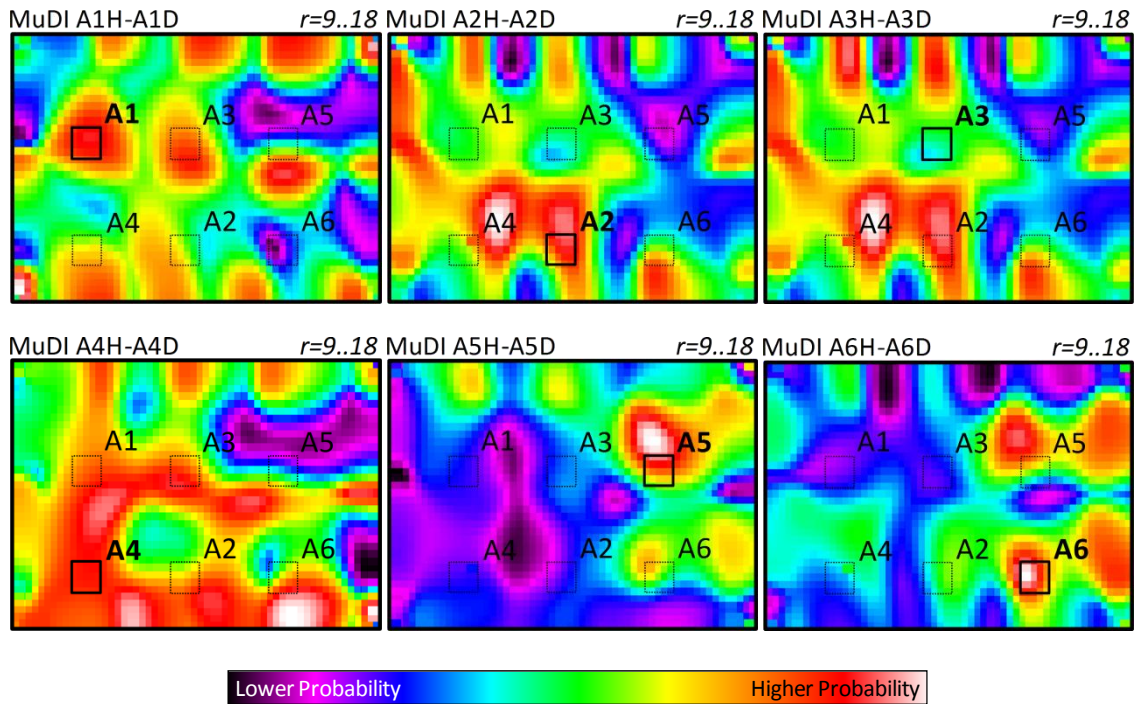 MuDI A1H-A1D r=9..18
A1 A3 A5
A4 A2 A6
MuDI A2H-A2D r=9..18
A1 A3 A5
A4 A2 A6
MuDI A3H-A3D r=9..18
A1 A3 A5
A4 A2 A6
MuDI A4H-A4D r=9..18
A1 A3 A5
A4 A2 A6
MuDI A5H-A5D r=9..18
A1 A3 A5
A4 A2 A6
MuDI A6H-A6D r=9..18
A1 A3 A5
A4 A2 A6
Lower Probability Higher Probability